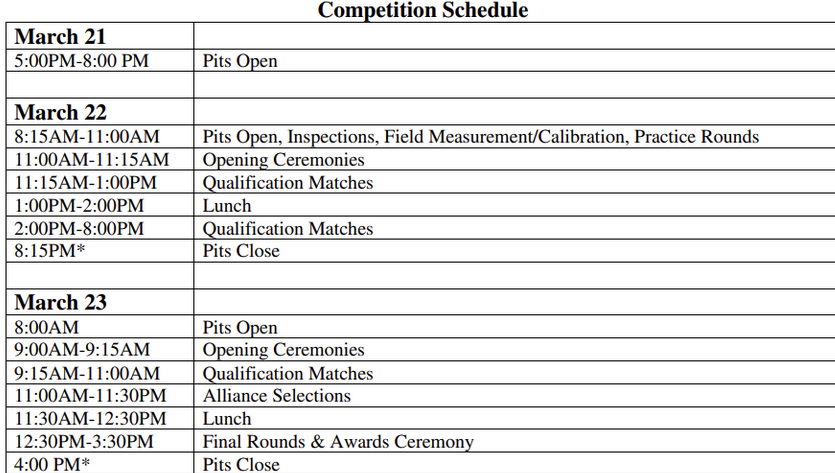 Competition Schedule
March 21
5:00PM-8:00 PM Pits Open
March 22
8:15AM-11:00AM Pits Open, Inspections, Field Measurement/Calibration, Practice Rounds
11:00AM-11:15AM Opening Ceremonies
11:15AM-1:00PM Qualification Matches
1:00PM-2:00PM Lunch
2:00PM-8:00PM Qualification Matches
8:15PM* Pits Close
March 23
8:00AM Pits Open
9:00AM-9:15AM Opening Ceremonies
9:15AM-11:00AM Qualification Matches
11:00AM-11:30PM Alliance Selections
11:30AM-12:30PM Lunch
12:30PM-3:30PM Final Rounds & Awards Ceremony
4:00 PM* Pits Close